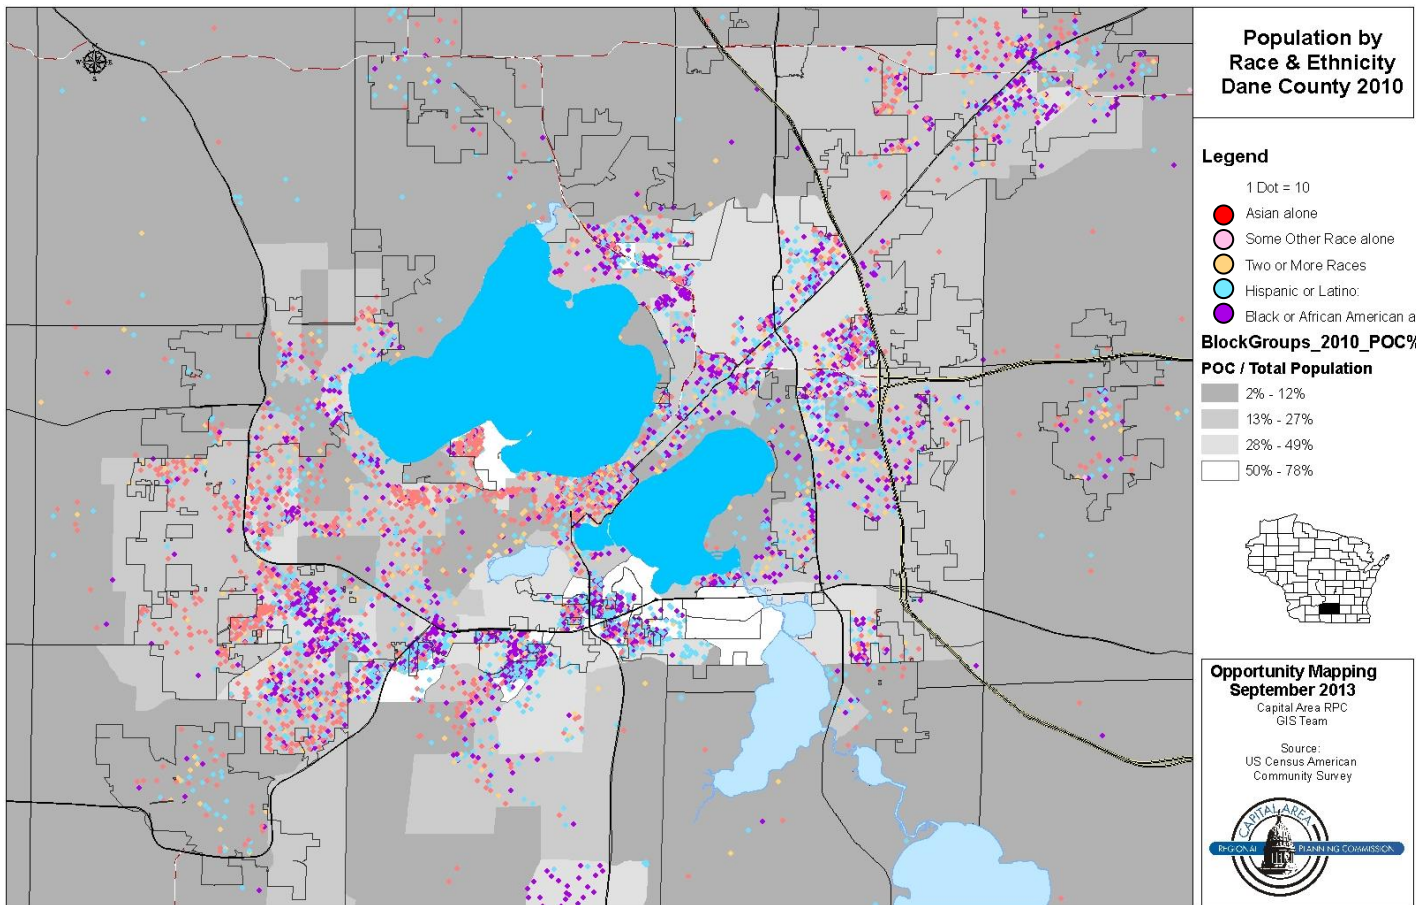 Population by
Race & Ethnicity
Dane County 2010
Legend
1 Dot = 10
Asian alone
Some Other Race alone
Two or More Races
Hispanic or Latino:
Black or African American a
BlockGroups_2010_POC%
POC / Total Population
2% - 12%
13% - 27%
28% - 49%
50% - 78%
Opportunity Mapping
September 2013
Capital Area RPC
GIS Team
Source:
US Census American
Community Survey
CAPITAL AREA
REGIONAL PLANNING COMMISSION
W E
S